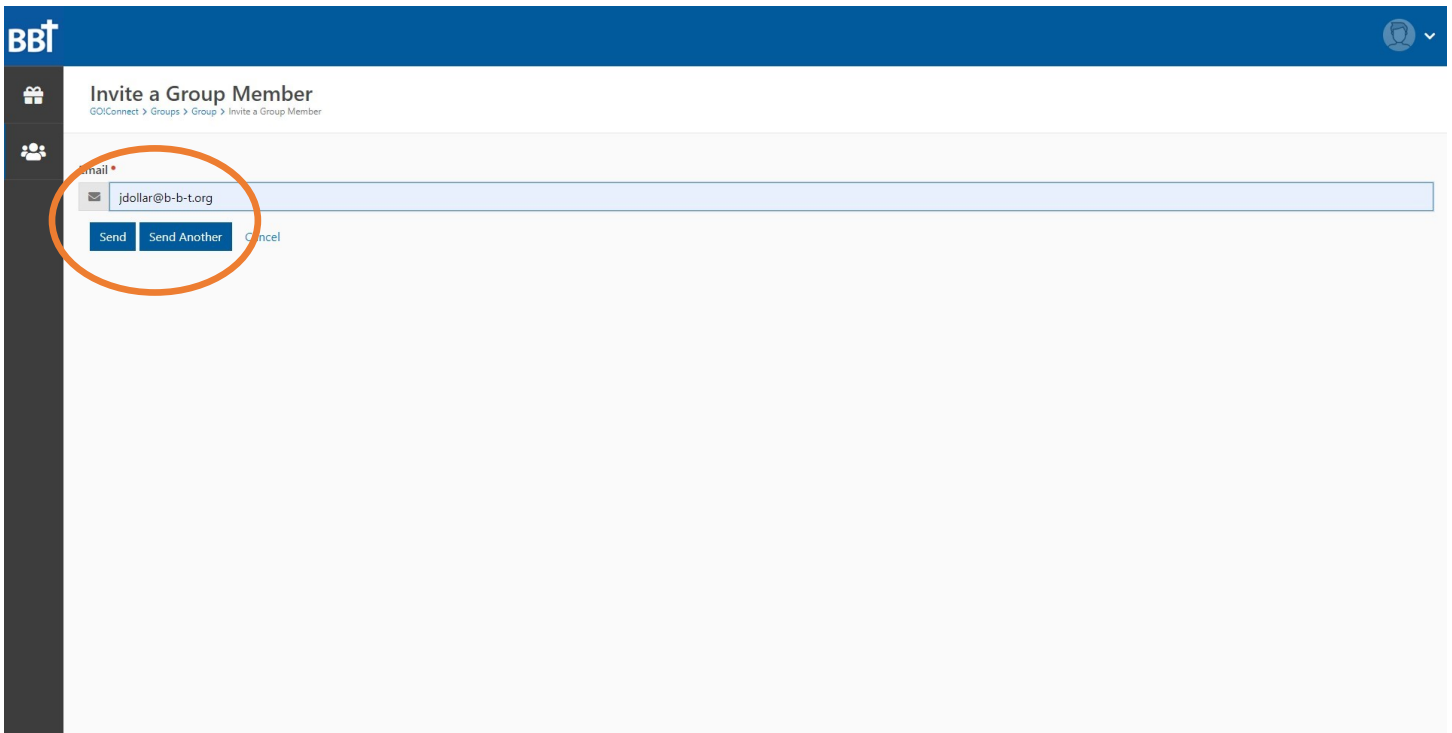 BBT
Invite a Group Member
GO!Connect > Groups > Group > Invite a Group Member
Email *
jdollar@b-b-t.org
Send Send Another Cancel